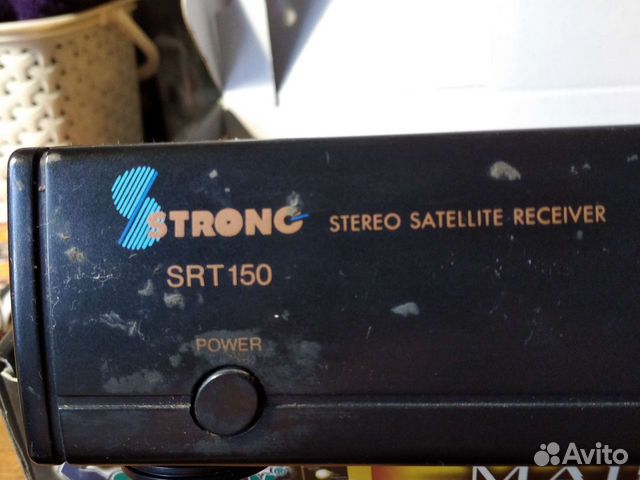 STRONG STEREO SATELLITE RECEIVER
SRT150
POWER
Avito